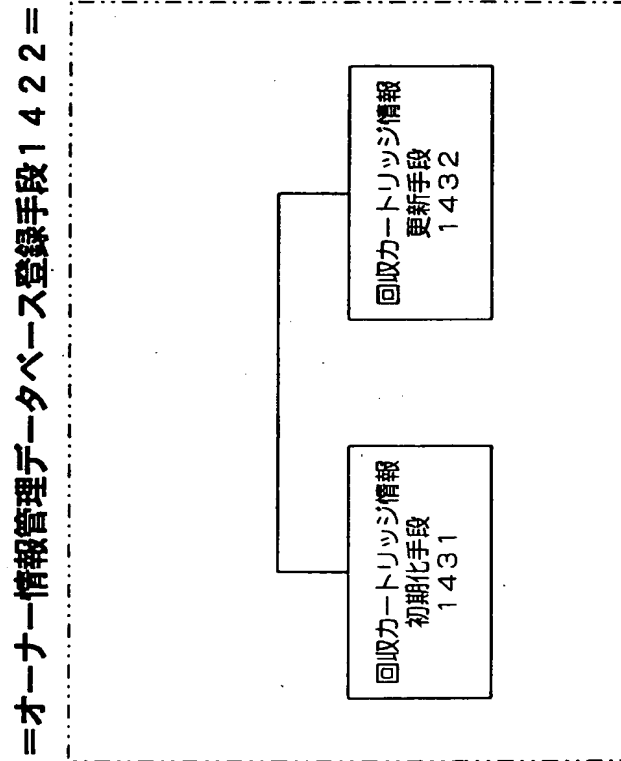 =オーナー情報管理データベース登録手段1422=
回収カートリッジ情報
初期化手段
1431
回収カートリッジ情報
更新手段
1432